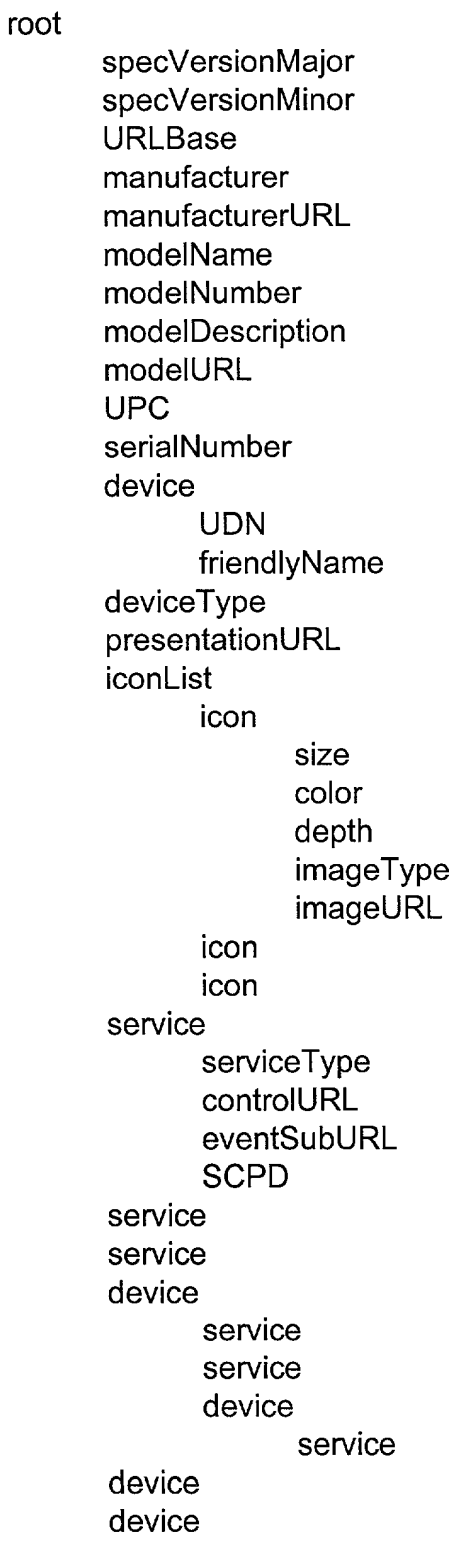 root
specVersionMajor
specVersionMinor
URLBase
manufacturer
manufacturerURL
modelName
modelNumber
modelDescription
modelURL
UPC
serialNumber
device
UDN
friendlyName
deviceType
presentationURL
iconList
icon
size
color
depth
imageType
imageURL
icon
icon
service
serviceType
controlURL
eventSubURL
SCPD
service
service
device
service
service
device
service
device
device